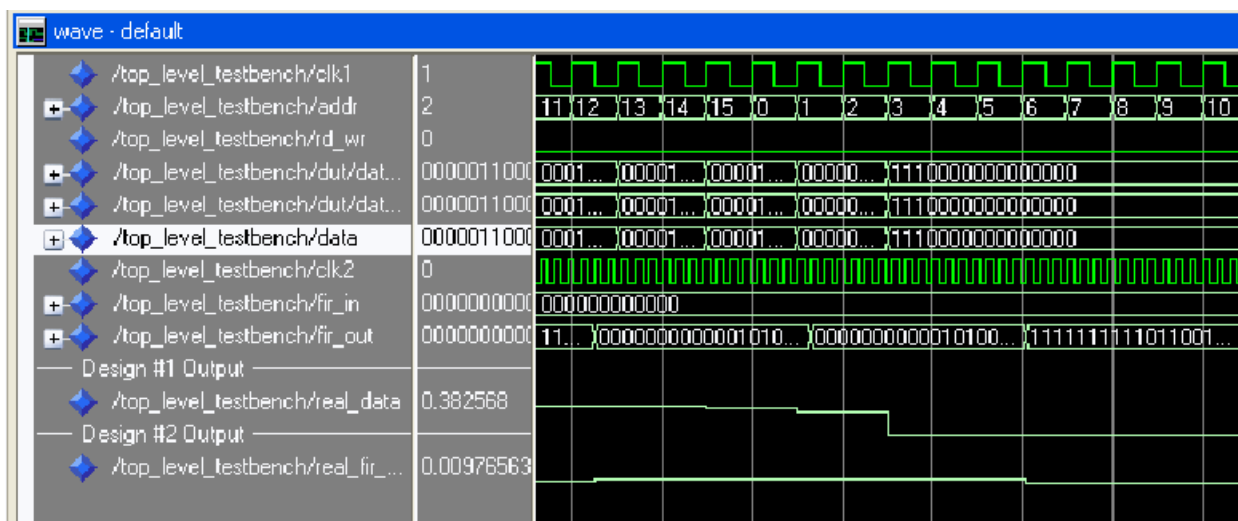 wave - default
/top_level_testbench/clk1 1
/top_level_testbench/addr 2 11 12 13 14 15 0 1 2 3 4 5 6 7 8 9 10
/top_level_testbench/rd_wr 0
/top_level_testbench/dut/dat... 0000011000 0001... 00001... 00001... 00000... 1110000000000000
/top_level_testbench/dut/dat... 0000011000 0001... 00001... 00001... 00000... 1110000000000000
/top_level_testbench/data 0000011000 0001... 00001... 00001... 00000... 1110000000000000
/top_level_testbench/clk2 0
/top_level_testbench/fir_in 0000000000 000000000000
/top_level_testbench/fir_out 0000000000 11... 0000000000001010... 0000000000010100... 1111111111011001...
Design #1 Output
/top_level_testbench/real_data 0.382568
Design #2 Output
/top_level_testbench/real_fir_... 0.00976563